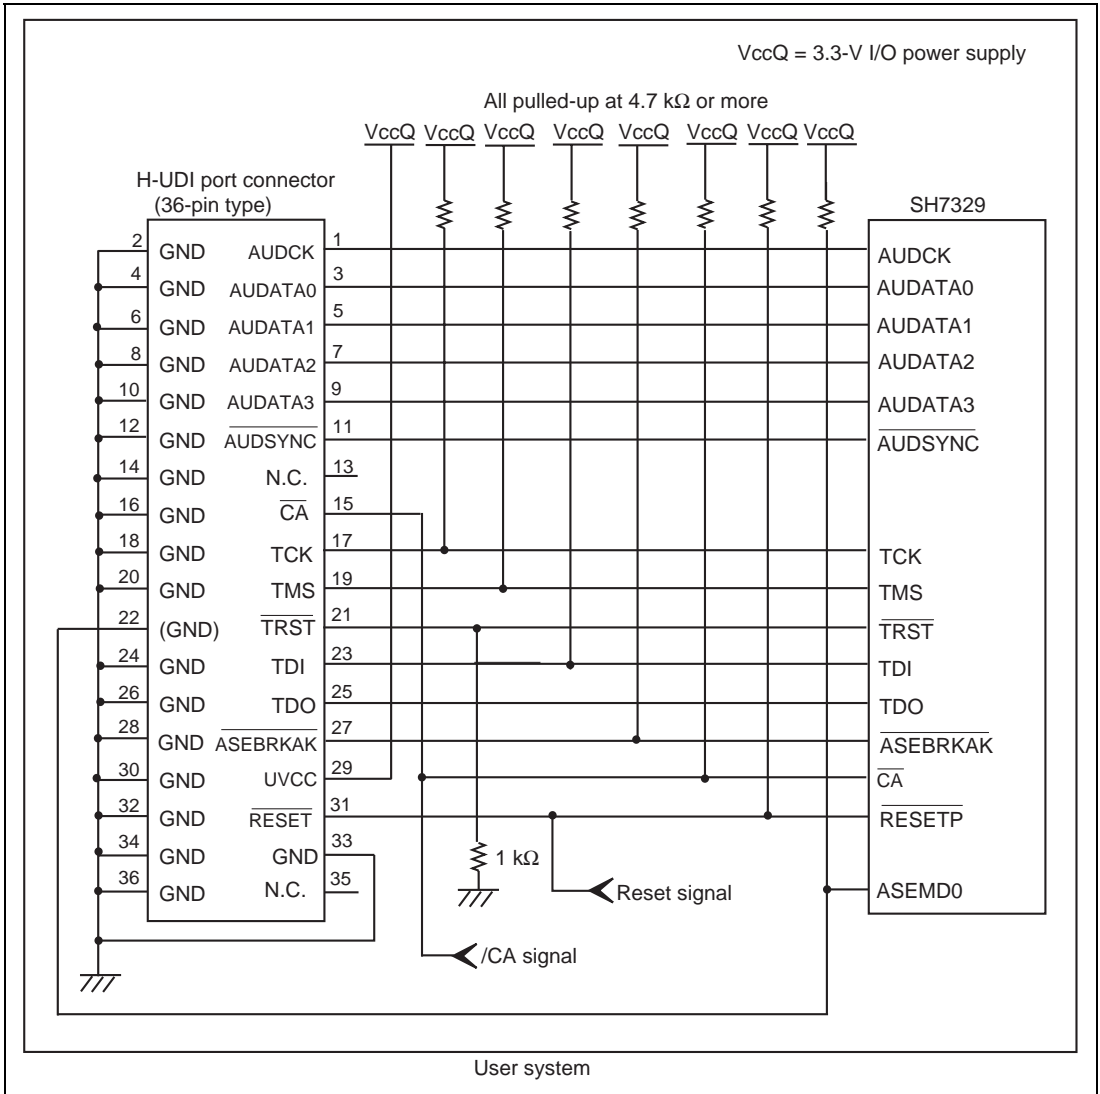 VccQ = 3.3-V I/O power supply
All pulled-up at 4.7 kΩ or more
VccQ VccQ VccQ VccQ VccQ VccQ VccQ VccQ
H-UDI port connector
(36-pin type)
SH7329
2 GND AUDCK 1 AUDCK
4 GND AUDATA0 3 AUDATA0
6 GND AUDATA1 5 AUDATA1
8 GND AUDATA2 7 AUDATA2
10 GND AUDATA3 9 AUDATA3
12 GND AUDSYNC 11 AUDSYNC
14 GND N.C. 13
16 GND CA 15
18 GND TCK 17 TCK
20 GND TMS 19 TMS
22 (GND) TRST 21 TRST
24 GND TDI 23 TDI
26 GND TDO 25 TDO
28 GND ASEBRKAK 27 ASEBRKAK
30 GND UVCC 29 CA
32 GND RESET 31 RESETP
34 GND GND 33
1 kΩ
36 GND N.C. 35
Reset signal
ASEMD0
/CA signal
User system